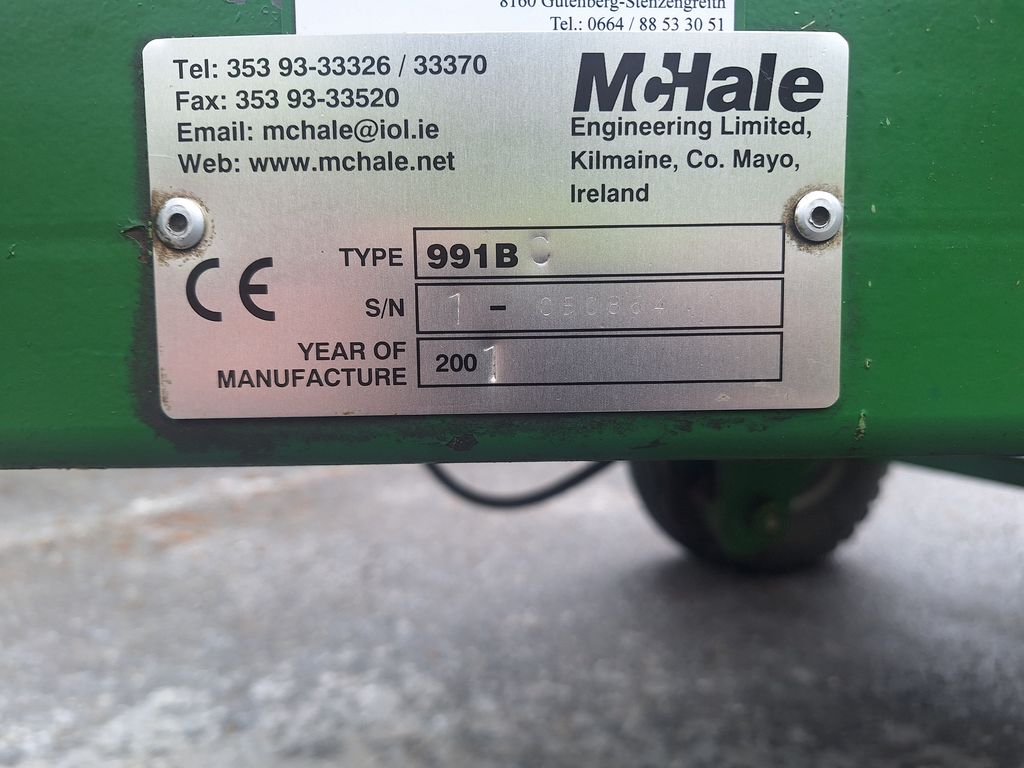 8160 Gutenberg-Stenzengreith
Tel.: 0664 / 88 53 30 51
Tel: 353 93-33326 / 33370
Fax: 353 93-33520
Email: mchale@iol.ie
Web: www.mchale.net
McHale
Engineering Limited,
Kilmaine, Co. Mayo,
Ireland
CE
TYPE 991B C
S/N 1 -
YEAR OF
MANUFACTURE 2001